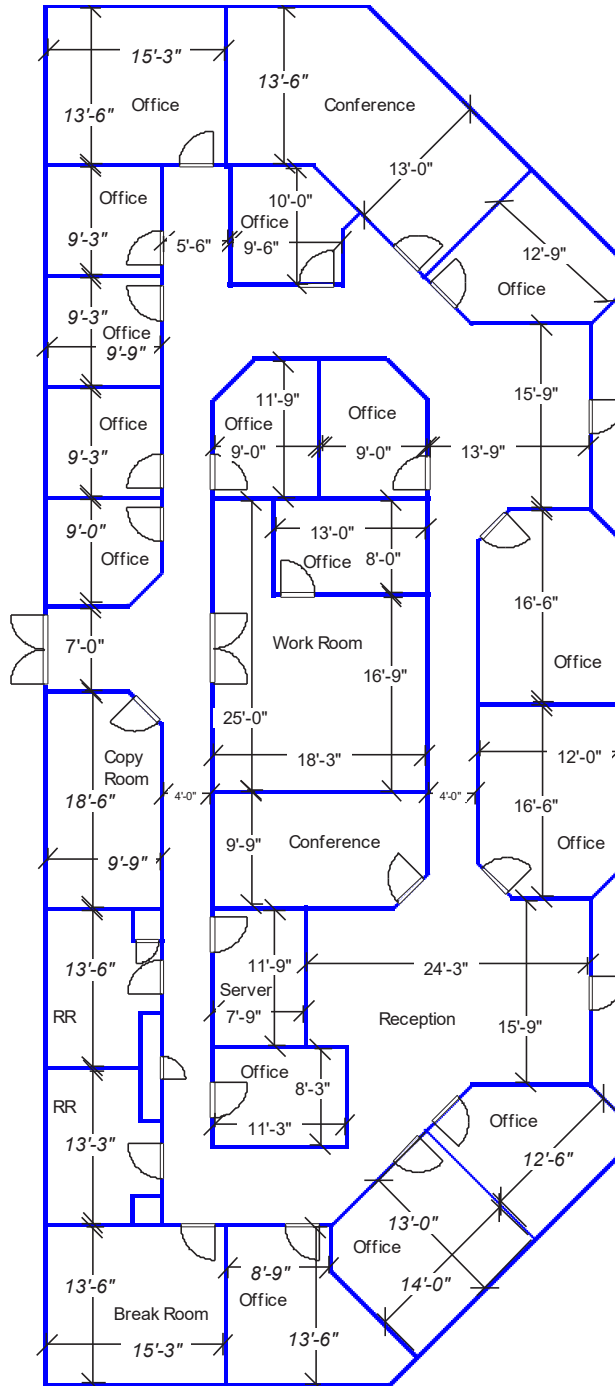 15'-3"
13'-6"
Office
13'-6"
Conference
13'-0"
10'-0"
Office
Office
9'-3"
5'-6"
9'-6"
12'-9"
Office
9'-3"
Office
9'-9"
15'-9"
11'-9"
Office
Office
Office
9'-3"
9'-0"
9'-0"
13'-9"
9'-0"
Office
13'-0"
Office
8'-0"
16'-6"
7'-0"
Work Room
Office
16'-9"
25'-0"
Copy
Room
18'-3"
12'-0"
18'-6"
4'-0"
4'-0"
16'-6"
9'-9"
Conference
Office
9'-9"
13'-6"
11'-9"
24'-3"
Server
7'-9"
RR
Reception
15'-9"
Office
8'-3"
RR
11'-3"
Office
13'-3"
12'-6"
13'-0"
Office
14'-0"
8'-9"
13'-6"
Office
Break Room
13'-6"
15'-3"